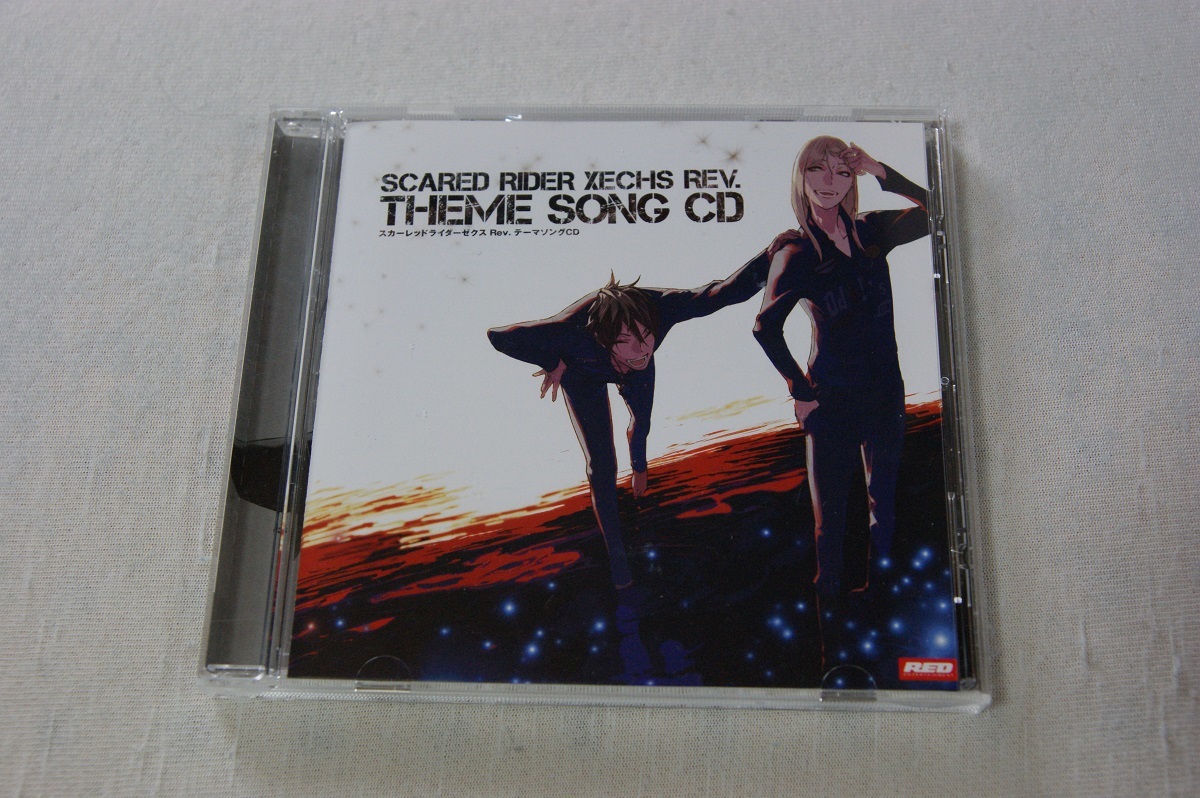 SCARED RIDER XECHS REV.
THEME SONG CD
スカーレッドライダーゼクス Rev. テーマソングCD
RED
ENTERTAINMENT